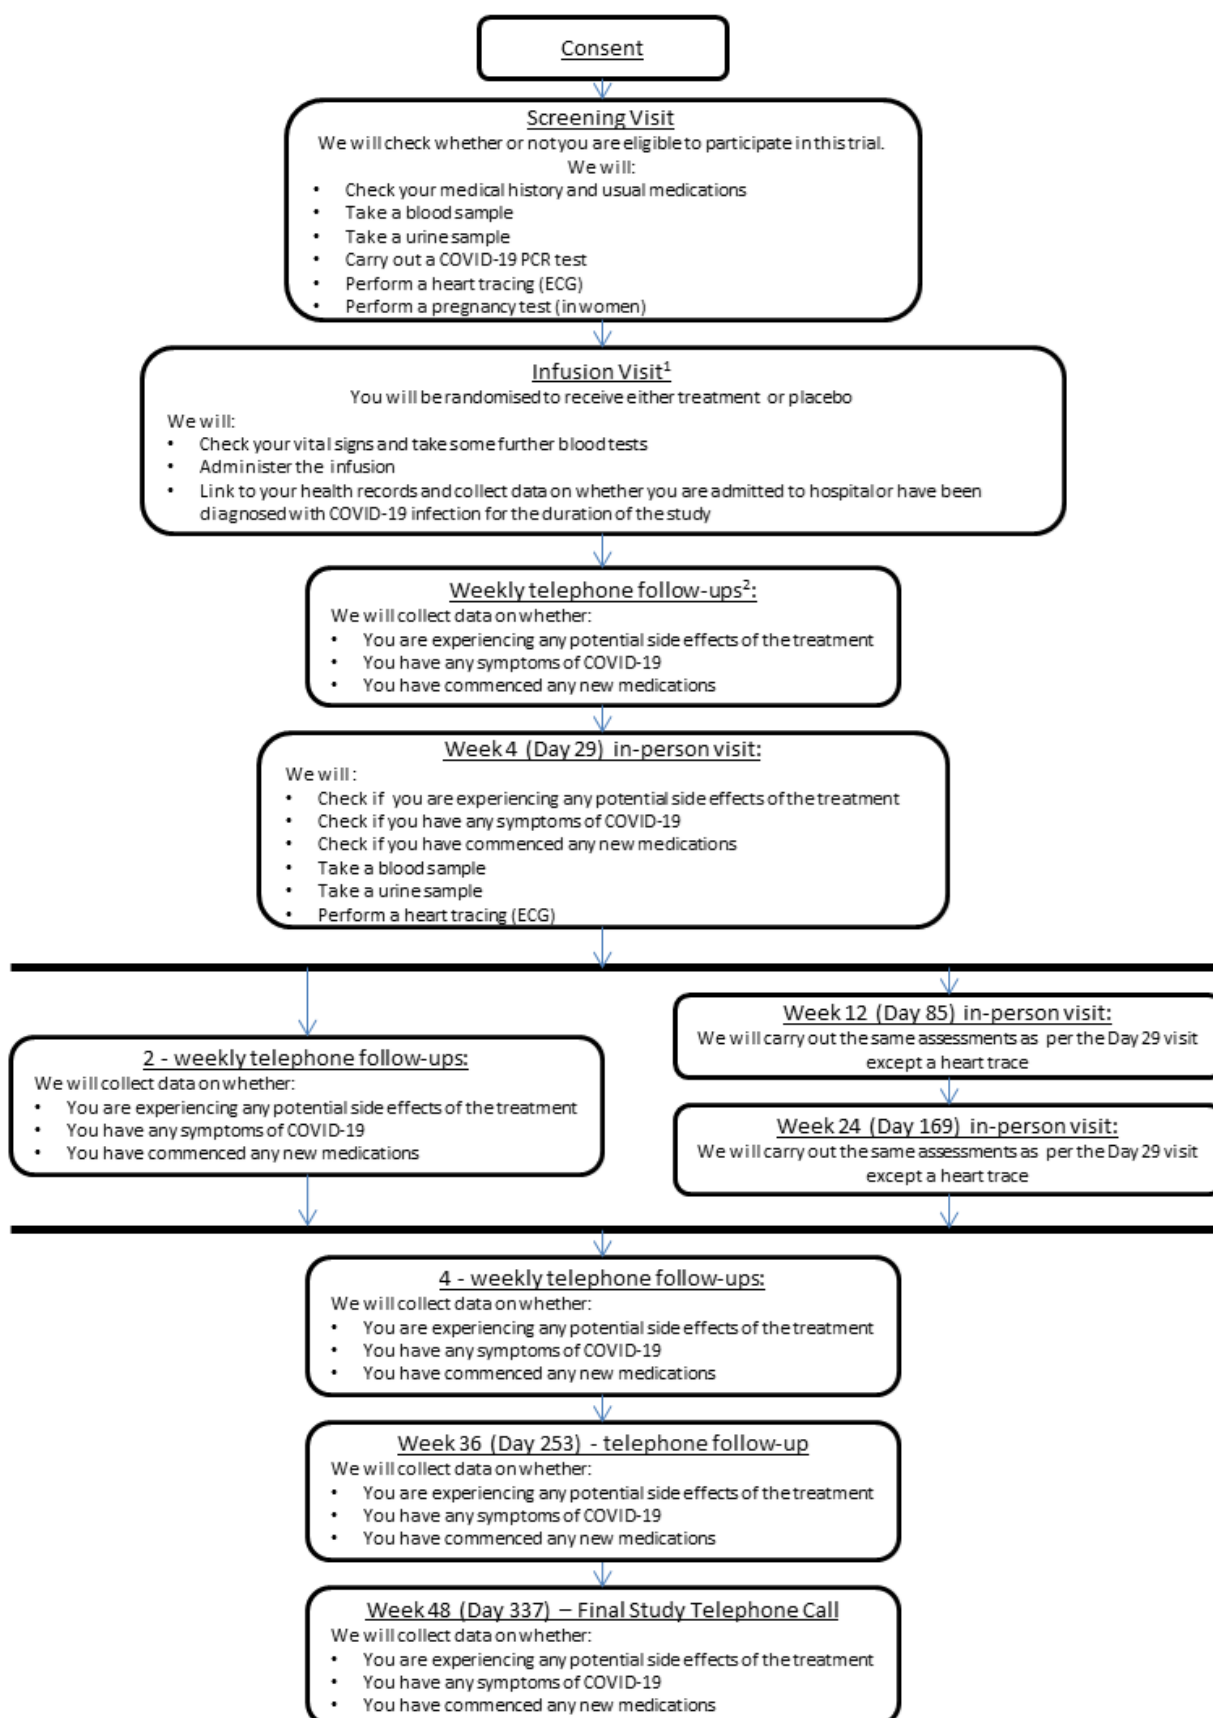 Consent
Screening Visit
We will check whether or not you are eligible to participate in this trial.
We will:
• Check your medical history and usual medications
• Take a blood sample
• Take a urine sample
• Carry out a COVID-19 PCR test
• Perform a heart tracing (ECG)
• Perform a pregnancy test (in women)
Infusion Visit¹
You will be randomised to receive either treatment or placebo
We will:
• Check your vital signs and take some further blood tests
• Administer the infusion
• Link to your health records and collect data on whether you are admitted to hospital or have been
diagnosed with COVID-19 infection for the duration of the study
Weekly telephone follow-ups²:
We will collect data on whether:
• You are experiencing any potential side effects of the treatment
• You have any symptoms of COVID-19
• You have commenced any new medications
Week 4 (Day 29) in-person visit:
We will:
• Check if you are experiencing any potential side effects of the treatment
• Check if you have any symptoms of COVID-19
• Check if you have commenced any new medications
• Take a blood sample
• Take a urine sample
• Perform a heart tracing (ECG)
2 - weekly telephone follow-ups:
We will collect data on whether:
• You are experiencing any potential side effects of the treatment
• You have any symptoms of COVID-19
• You have commenced any new medications
Week 12 (Day 85) in-person visit:
We will carry out the same assessments as per the Day 29 visit
except a heart trace
Week 24 (Day 169) in-person visit:
We will carry out the same assessments as per the Day 29 visit
except a heart trace
4 - weekly telephone follow-ups:
We will collect data on whether:
• You are experiencing any potential side effects of the treatment
• You have any symptoms of COVID-19
• You have commenced any new medications
Week 36 (Day 253) - telephone follow-up
We will collect data on whether:
• You are experiencing any potential side effects of the treatment
• You have any symptoms of COVID-19
• You have commenced any new medications
Week 48 (Day 337) – Final Study Telephone Call
We will collect data on whether:
• You are experiencing any potential side effects of the treatment
• You have any symptoms of COVID-19
• You have commenced any new medications